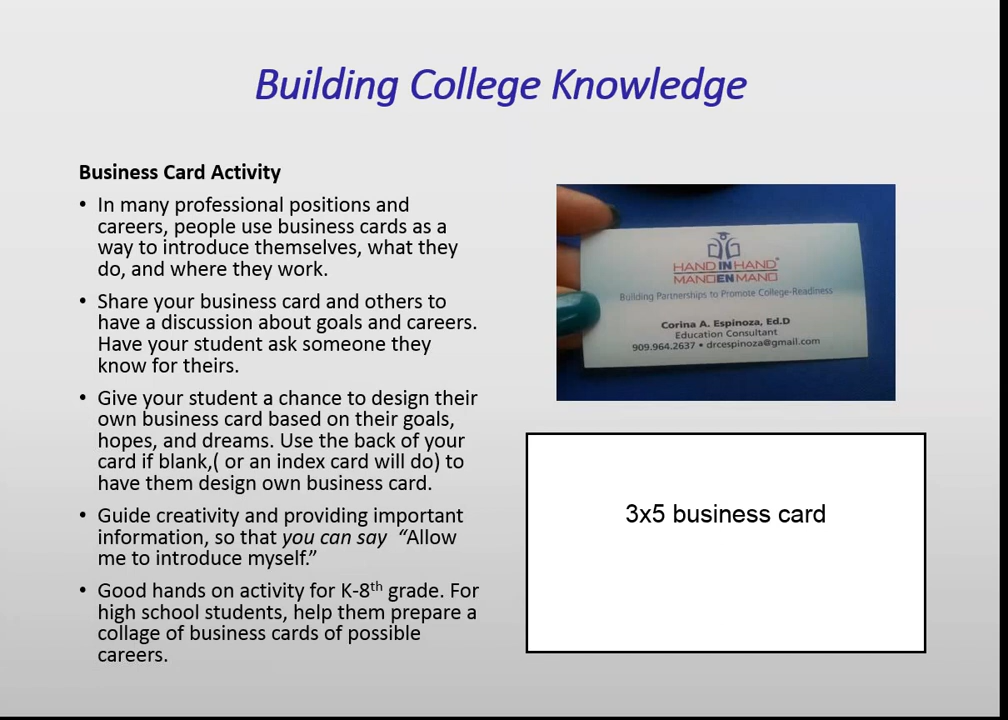 Building College Knowledge
Business Card Activity
• In many professional positions and
careers, people use business cards as a
way to introduce themselves, what they
do, and where they work.
• Share your business card and others to
have a discussion about goals and careers.
Have your student ask someone they
know for theirs.
• Give your student a chance to design their
own business card based on their goals,
hopes, and dreams. Use the back of your
card if blank,( or an index card will do) to
have them design own business card.
• Guide creativity and providing important
information, so that you can say “Allow
me to introduce myself.”
• Good hands on activity for K-8th grade. For
high school students, help them prepare a
collage of business cards of possible
careers.
HAND IN HAND
MANO EN MANO
Building Partnerships to Promote College-Readiness
Corina A. Espinoza, Ed.D
Education Consultant
909.964.2637 • drcespinoza@gmail.com
3x5 business card